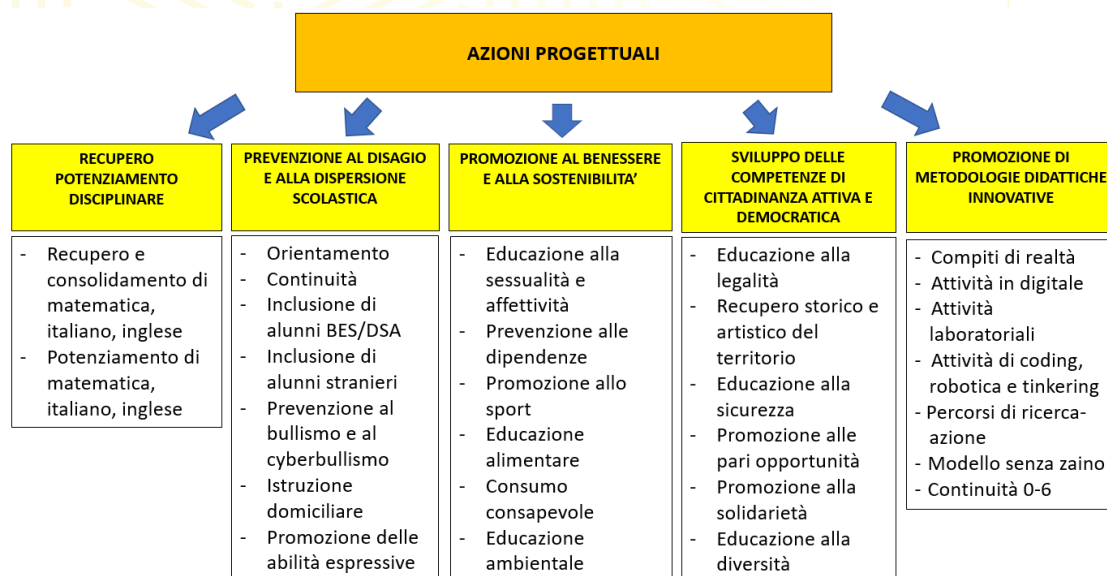 AZIONI PROGETTUALI
RECUPERO
POTENZIAMENTO
DISCIPLINARE
- Recupero e
consolidamento di
matematica,
italiano, inglese
- Potenziamento di
matematica,
italiano, inglese
PREVENZIONE AL DISAGIO
E ALLA DISPERSIONE
SCOLASTICA
- Orientamento
- Continuità
- Inclusione di
alunni BES/DSA
- Inclusione di
alunni stranieri
- Prevenzione al
bullismo e al
cyberbullismo
- Istruzione
domiciliare
- Promozione delle
abilità espressive
PROMOZIONE AL BENESSERE
E ALLA SOSTENIBILITA’
- Educazione alla
sessualità e
affettività
- Prevenzione alle
dipendenze
- Promozione allo
sport
- Educazione
alimentare
- Consumo
consapevole
- Educazione
ambientale
SVILUPPO DELLE
COMPETENZE DI
CITTADINANZA ATTIVA E
DEMOCRATICA
- Educazione alla
legalità
- Recupero storico e
artistico del
territorio
- Educazione alla
sicurezza
- Promozione alle
pari opportunità
- Promozione alla
solidarietà
- Educazione alla
diversità
PROMOZIONE DI
METODOLOGIE DIDATTICHE
INNOVATIVE
- Compiti di realtà
- Attività in digitale
- Attività
laboratoriali
- Attività di coding,
robotica e tinkering
- Percorsi di ricerca-
azione
- Modello senza zaino
- Continuità 0-6